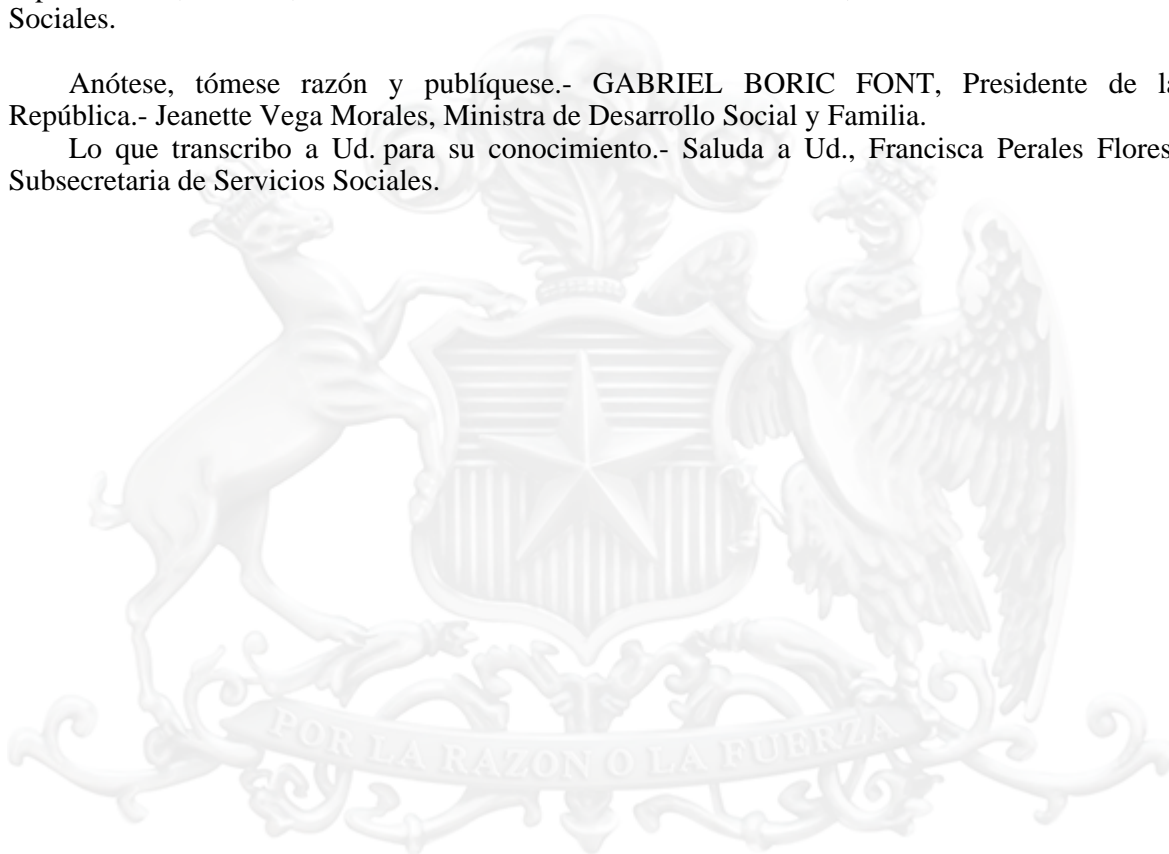 Sociales.
Anótese, tómese razón y publíquese.- GABRIEL BORIC FONT, Presidente de la
República.- Jeanette Vega Morales, Ministra de Desarrollo Social y Familia.
Lo que transcribo a Ud. para su conocimiento.- Saluda a Ud., Francisca Perales Flores
Subsecretaria de Servicios Sociales.
POR LA RAZON O LA FUERZA